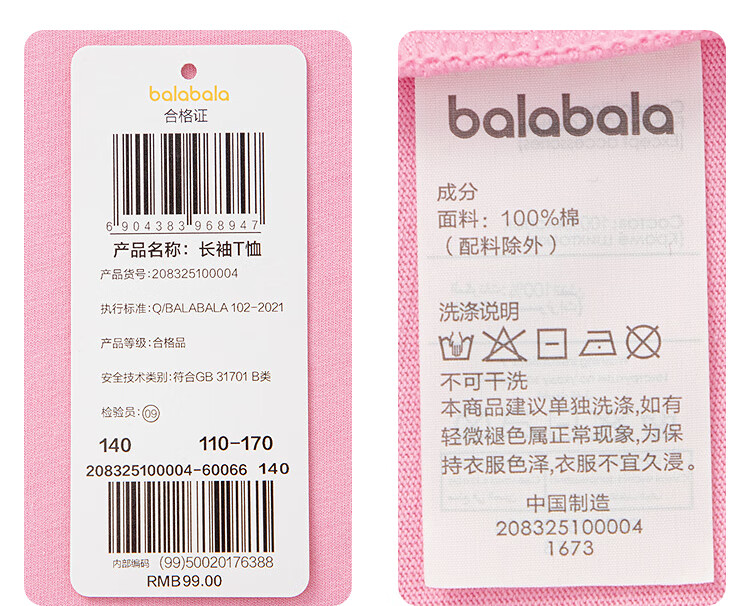 balabala
合格证
6 904383 968947
产品名称：长袖T恤
产品货号:208325100004
执行标准:Q/BALABALA 102-2021
产品等级:合格品
安全技术类别:符合GB 31701 B类
检验员:09
140 110-170
208325100004-60066 140
内部编码 (99)50020176388
RMB99.00
balabala
成分
面料：100%棉
（配料除外）
洗涤说明
不可干洗
本商品建议单独洗涤,如有
轻微褪色属正常现象,为保
持衣服色泽,衣服不宜久浸。
中国制造
208325100004
1673